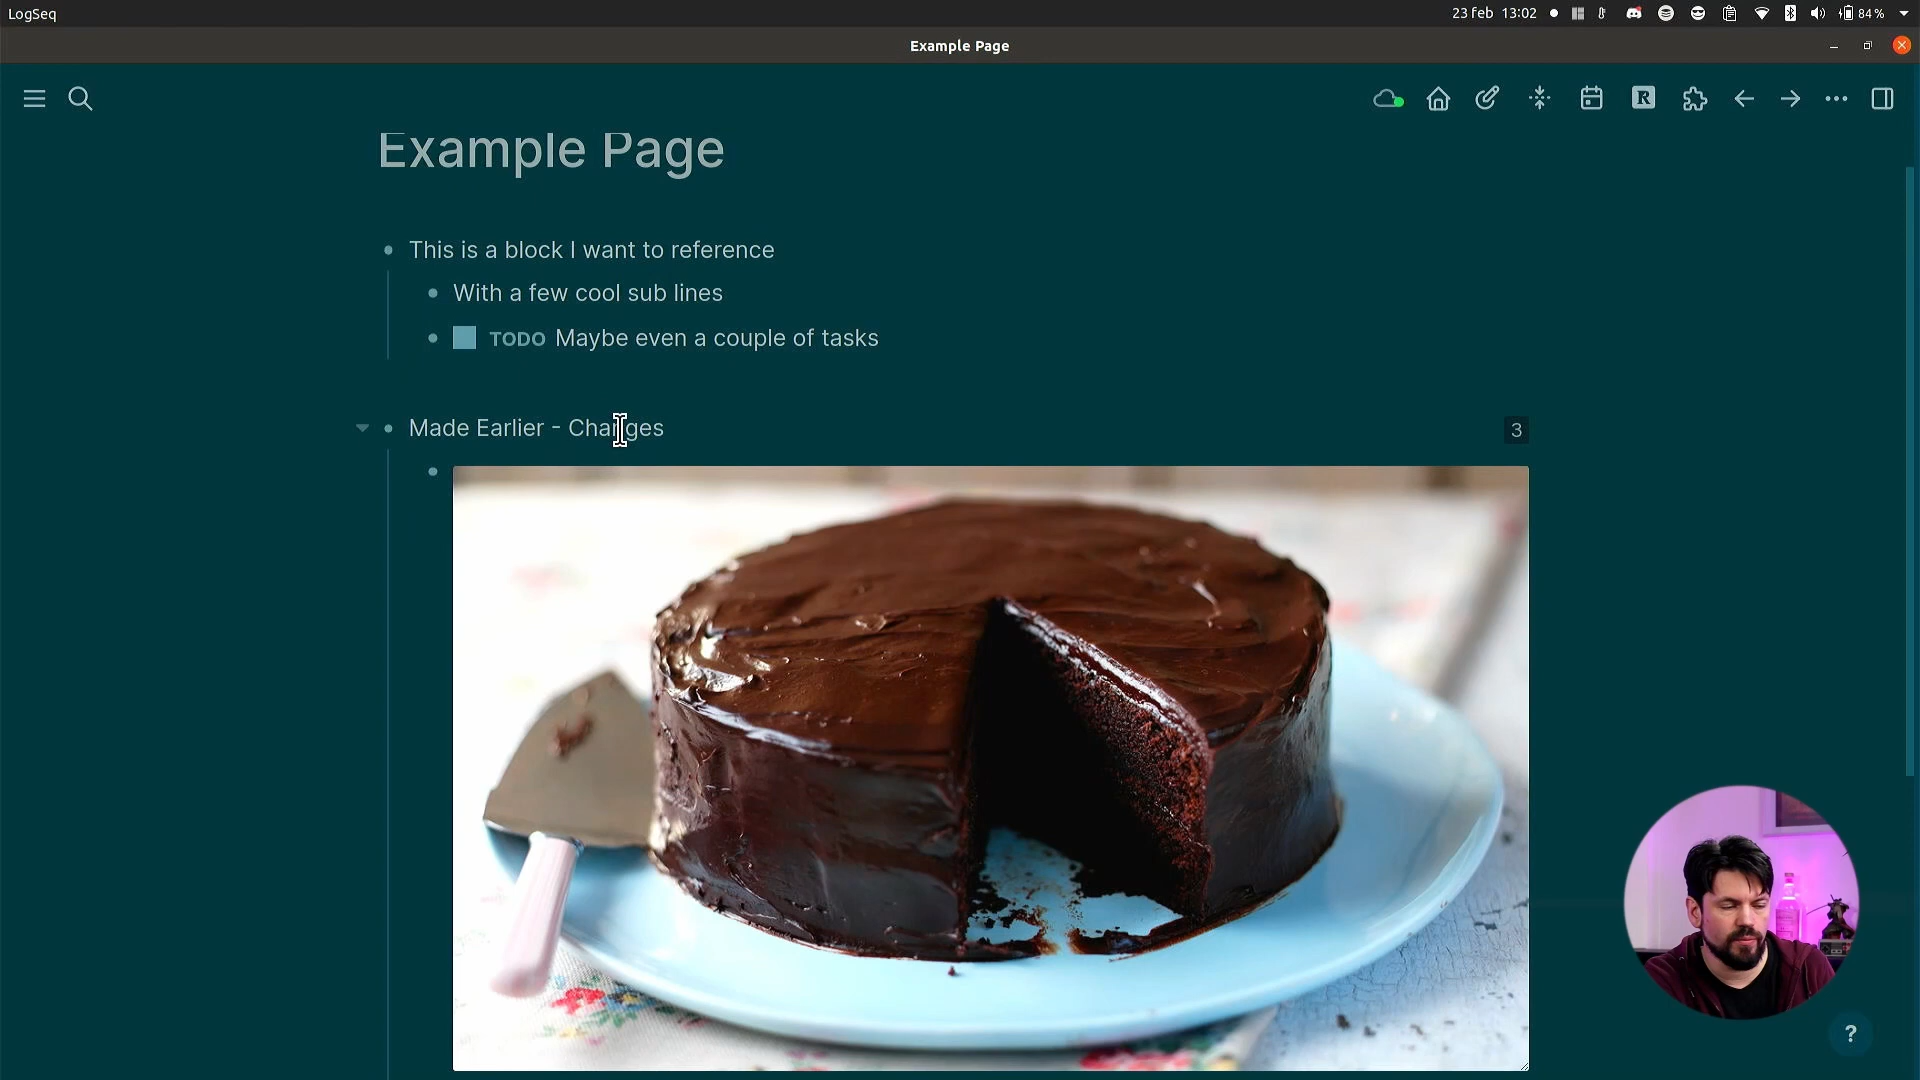 LogSeq
23 feb 13:02
84 %
Example Page
R
Example Page
This is a block I want to reference
With a few cool sub lines
TODO Maybe even a couple of tasks
Made Earlier - Changes
3
?